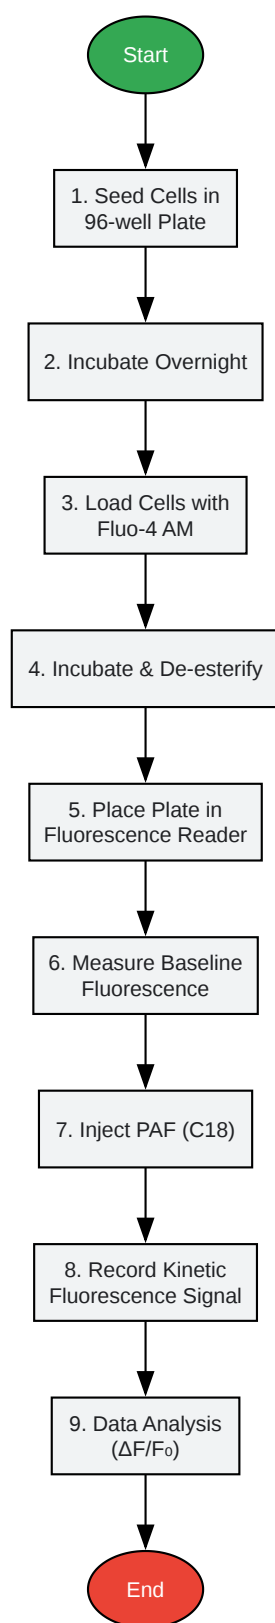 Start
1. Seed Cells in
96-well Plate
2. Incubate Overnight
3. Load Cells with
Fluo-4 AM
4. Incubate & De-esterify
5. Place Plate in
Fluorescence Reader
6. Measure Baseline
Fluorescence
7. Inject PAF (C18)
8. Record Kinetic
Fluorescence Signal
9. Data Analysis
(ΔF/F₀)
End